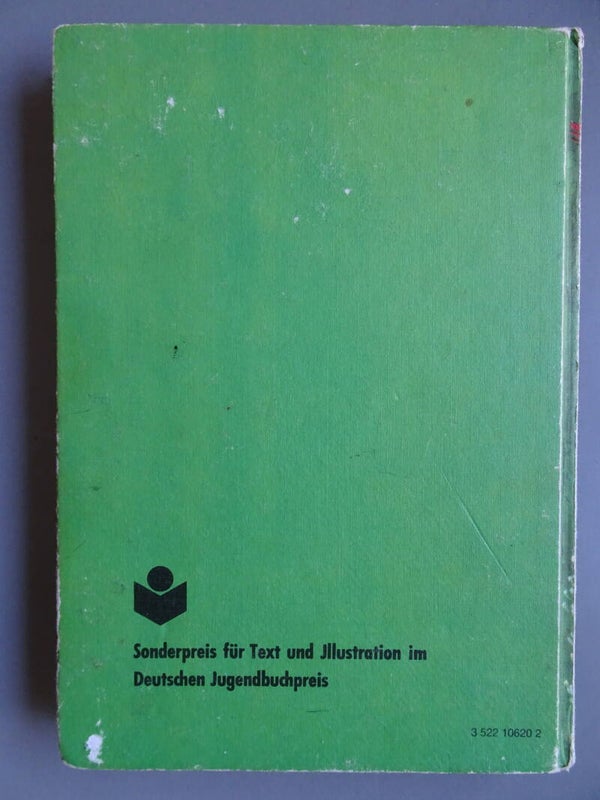 Sonderpreis für Text und Jllustration im
Deutschen Jugendbuchpreis
3 522 10620 2